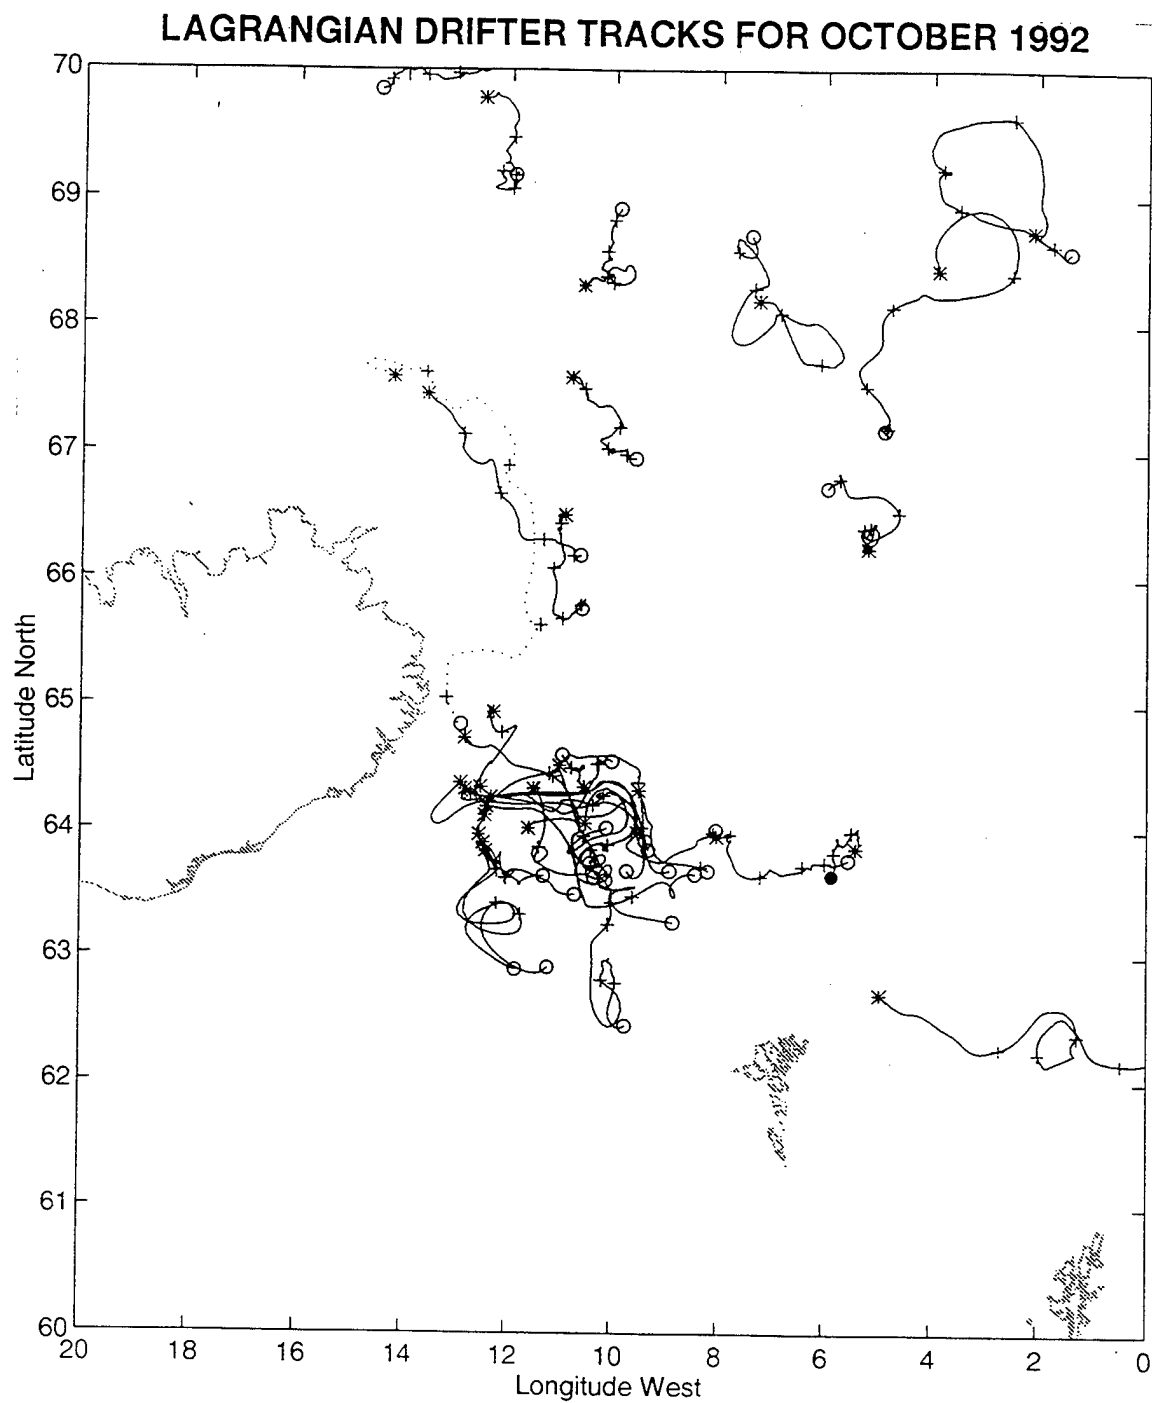 LAGRANGIAN DRIFTER TRACKS FOR OCTOBER 1992
70
69
68
67
66
65
64
63
62
61
60
Latitude North
20 18 16 14 12 10 8 6 4 2 0
Longitude West